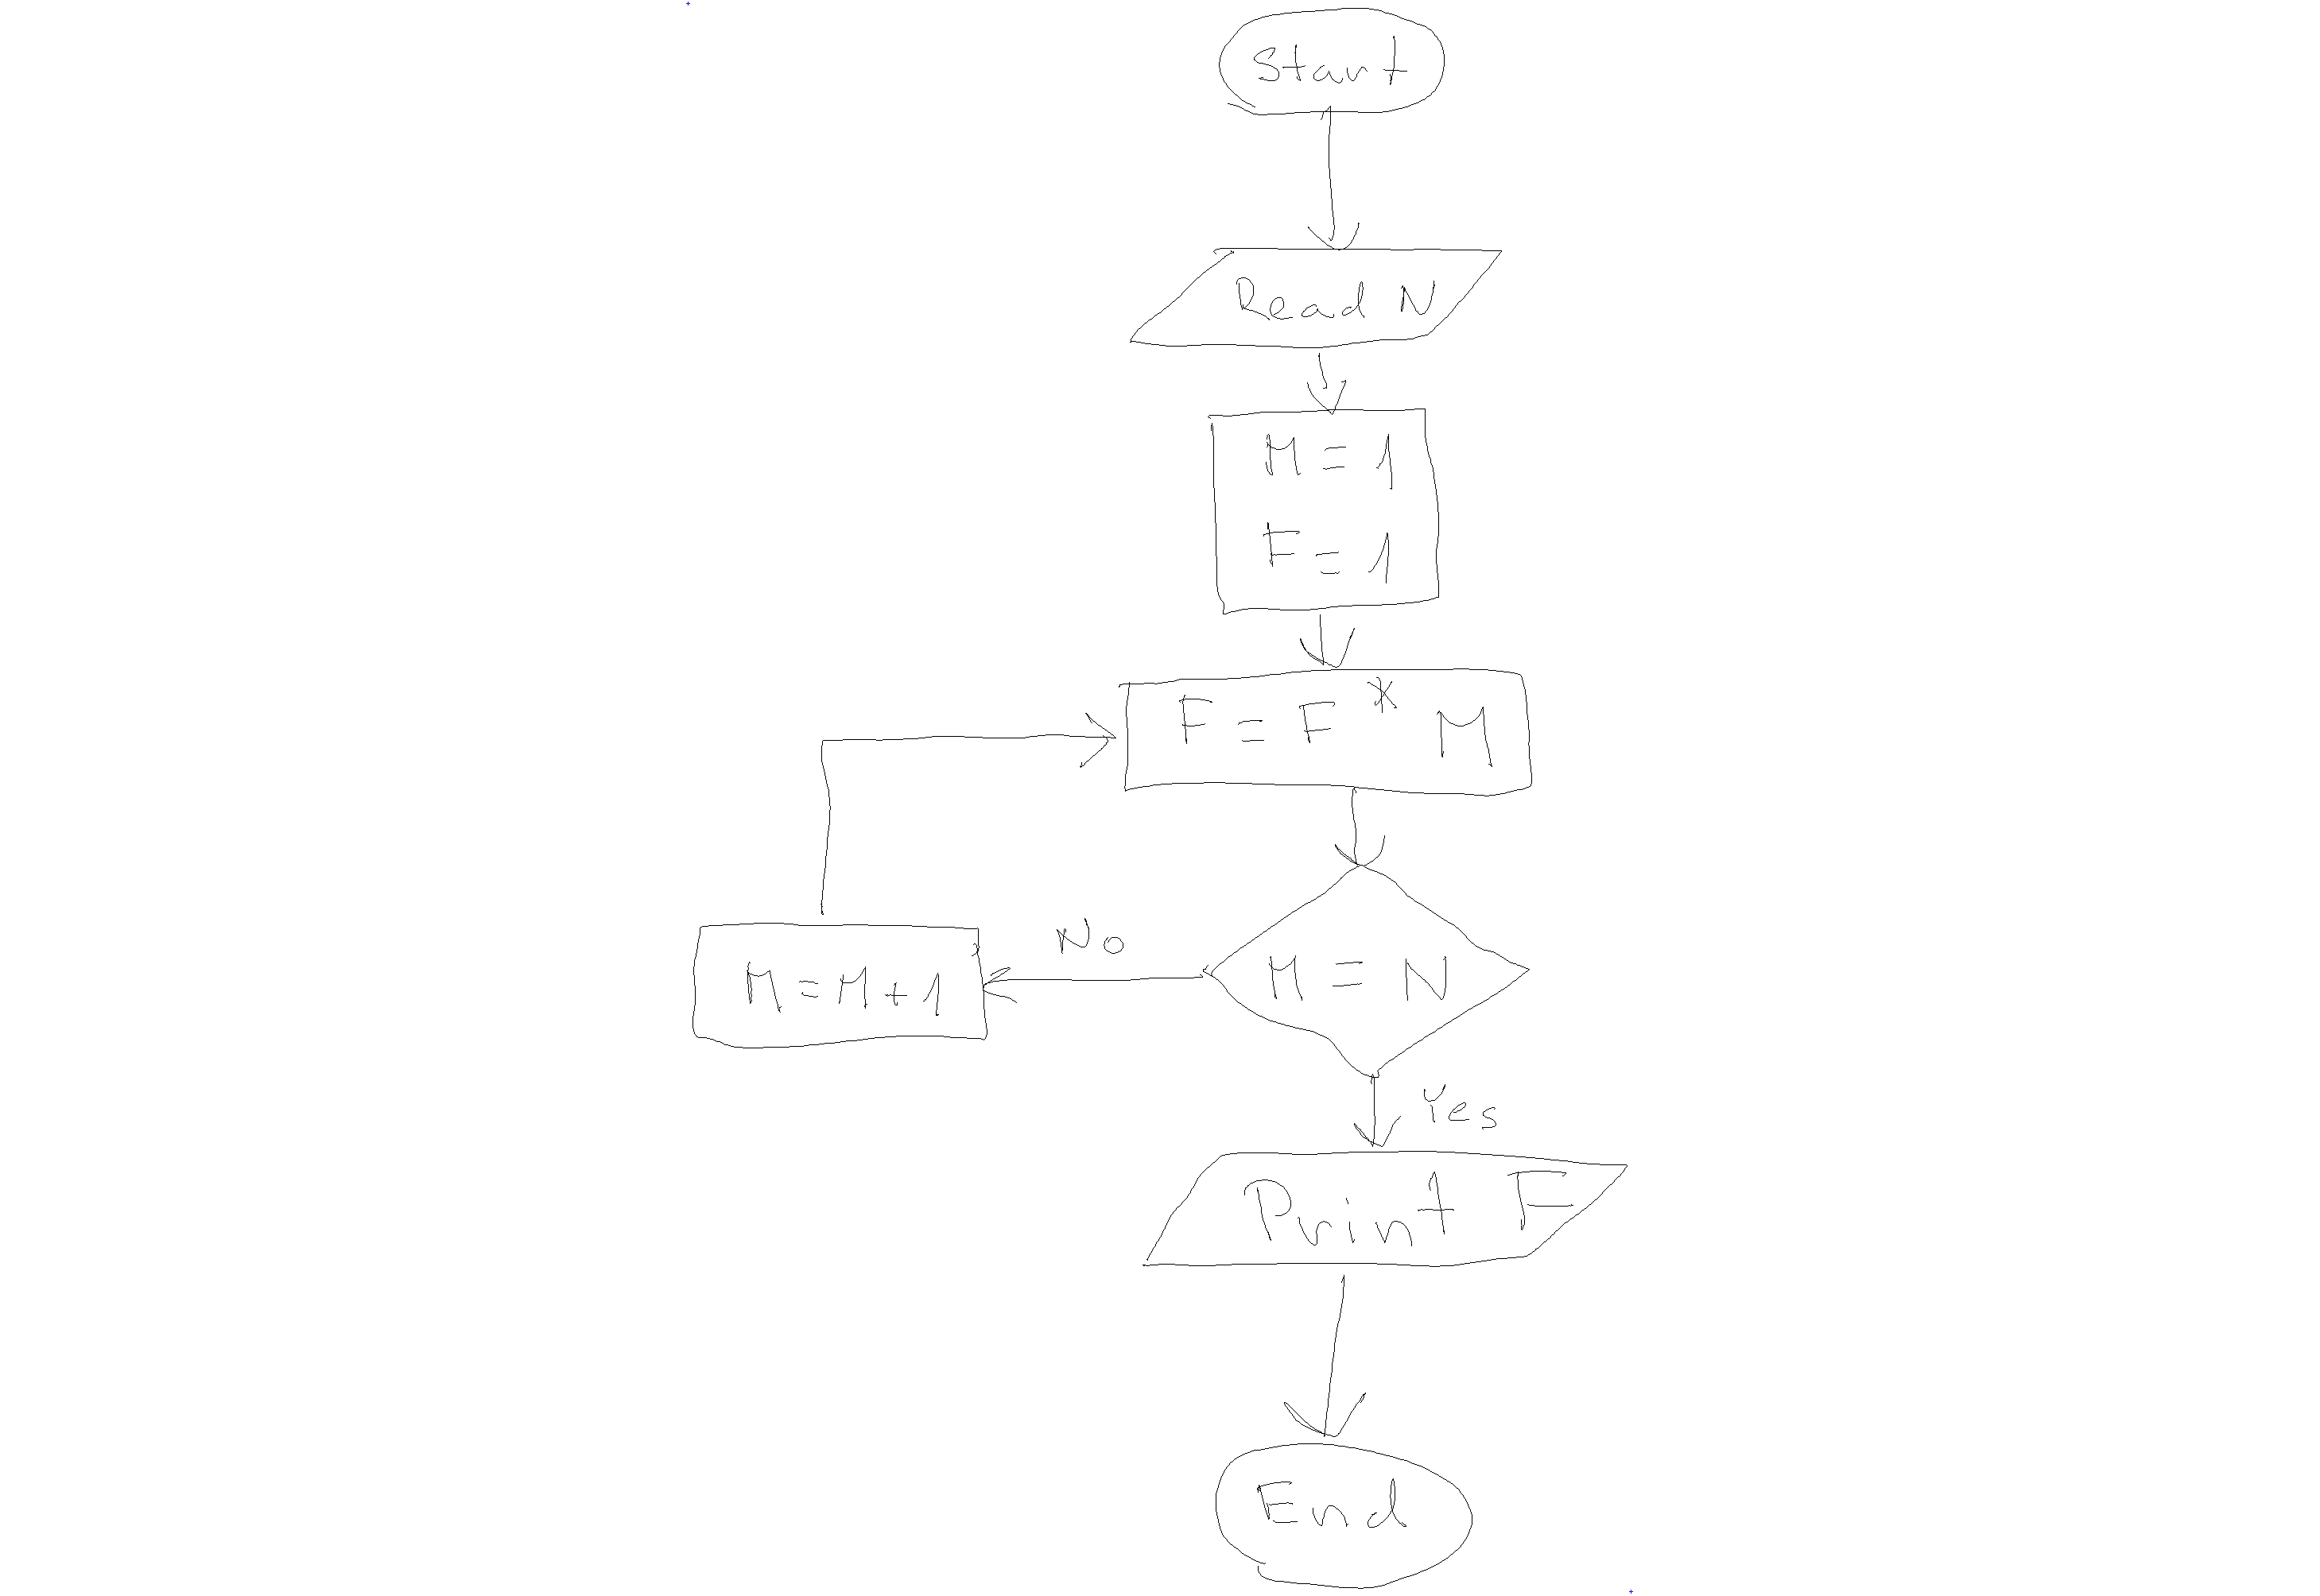 Start
Read N
M = 1
F = 1
F = F * M
M = N
No
M = M + 1
Yes
Print F
End